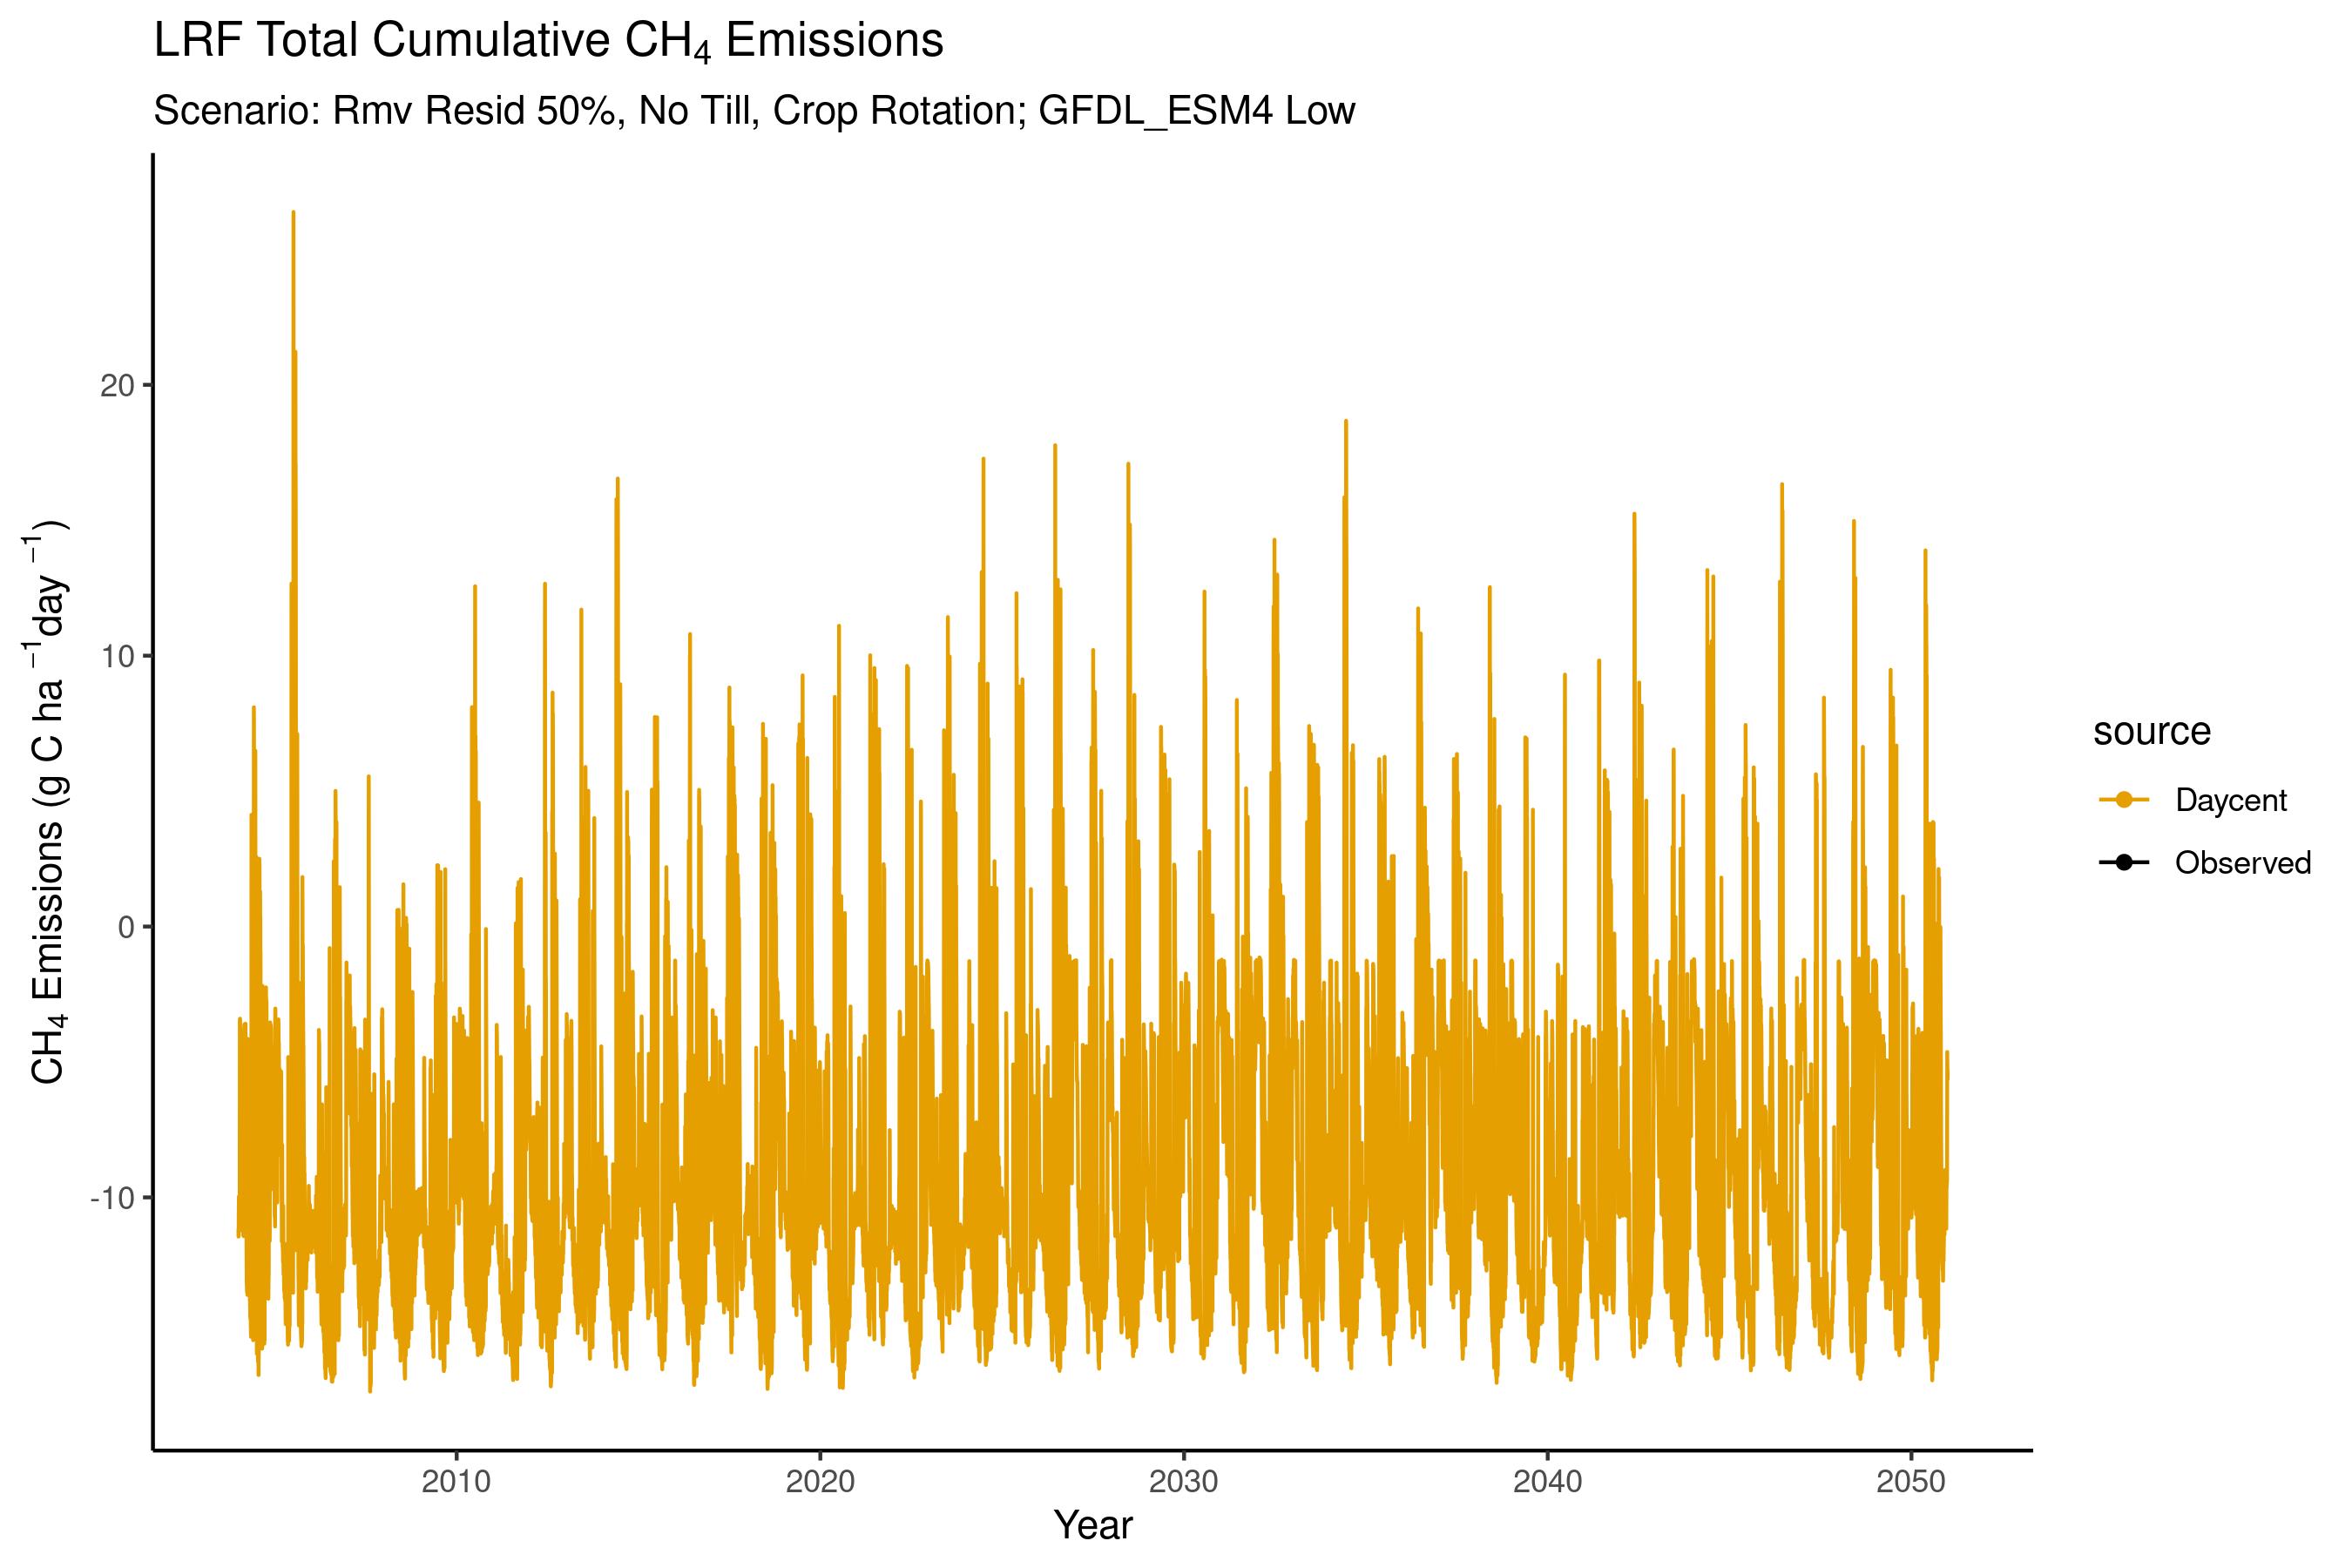 LRF Total Cumulative CH₄ Emissions
Scenario: Rmv Resid 50%, No Till, Crop Rotation; GFDL_ESM4 Low
CH₄ Emissions (g C ha ⁻¹day ⁻¹)
20
10
0
-10
2010
2020
2030
2040
2050
Year
source
Daycent
Observed